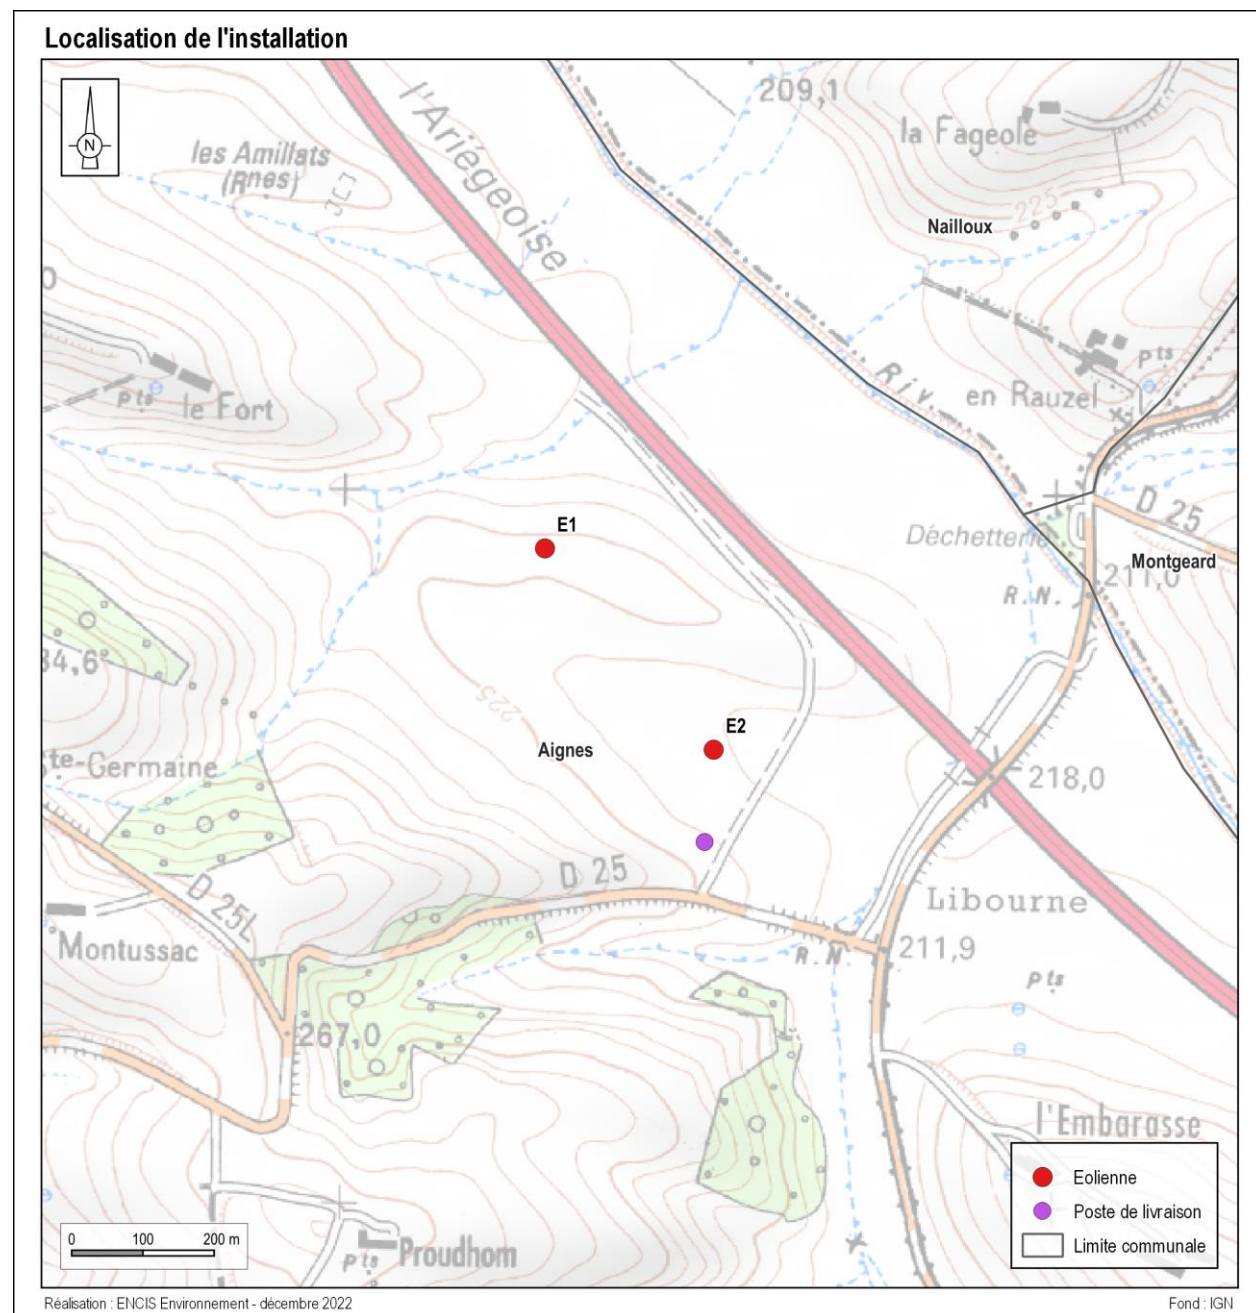 Localisation de l'installation
N
209,1
l'Ariégeoise
la Fageole
les Amillats
(Rnes)
225
Nailloux
0
Riv.
Pts
en Rauzel
Pts
le Fort
D 25
E1
Déchetterie
Montgeard
211,0
R.N.
84,6
225
E2
Aignes
Ste-Germaine
218,0
D 25
D 25L
Libourne
Montussac
R.N.
211,9
Pts
267,0
l'Embarasse
Eolienne
Poste de livraison
Limite communale
0 100 200 m
Proudhom
Pts
Réalisation : ENCIS Environnement - décembre 2022
Fond : IGN